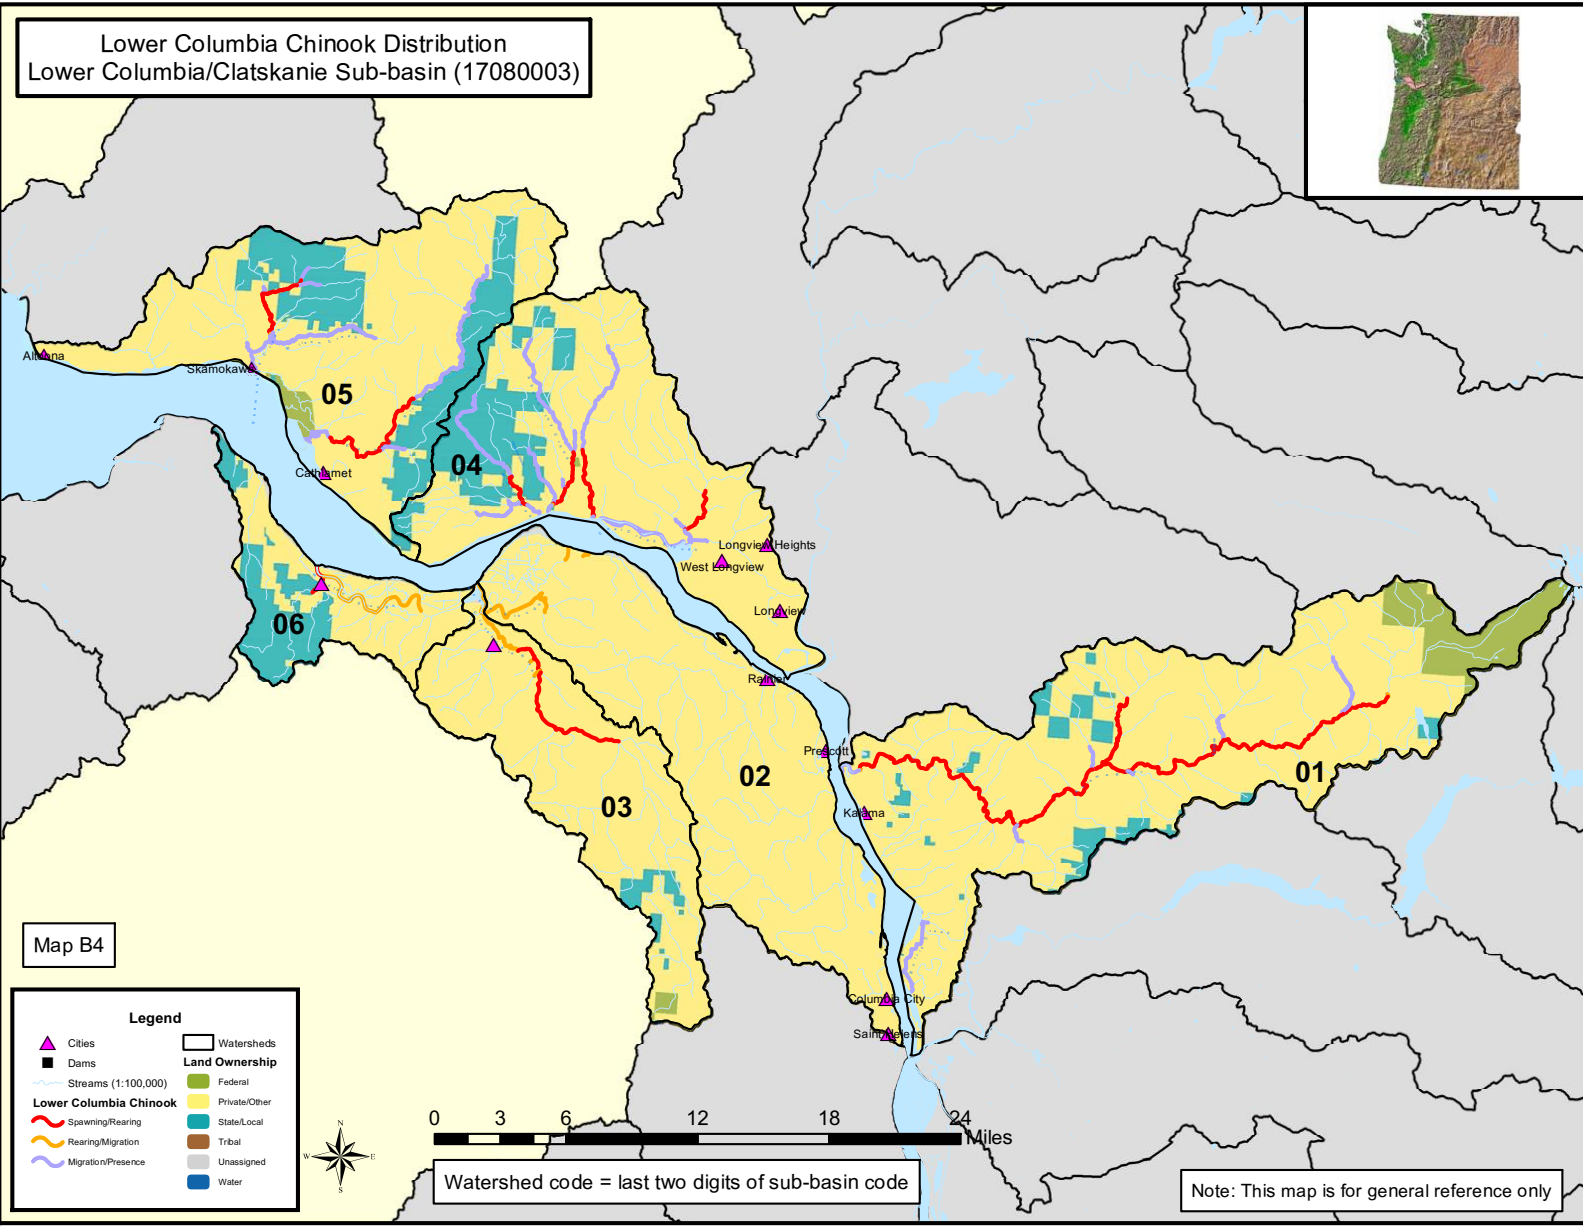 Lower Columbia Chinook Distribution
Lower Columbia/Clatskanie Sub-basin (17080003)
Altoona
Skamokawa
05
04
Cathlamet
Longview Heights
West Longview
Longview
06
Rainier
Prescott
02
01
03
Kalama
Map B4
Columbia City
Saint Helens
Legend
Cities
Dams
Streams (1:100,000)
Lower Columbia Chinook
Spawning/Rearing
Rearing/Migration
Migration/Presence
Watersheds
Land Ownership
Federal
Private/Other
State/Local
Tribal
Unassigned
Water
N
W
E
S
0 3 6 12 18 24
Miles
Watershed code = last two digits of sub-basin code
Note: This map is for general reference only